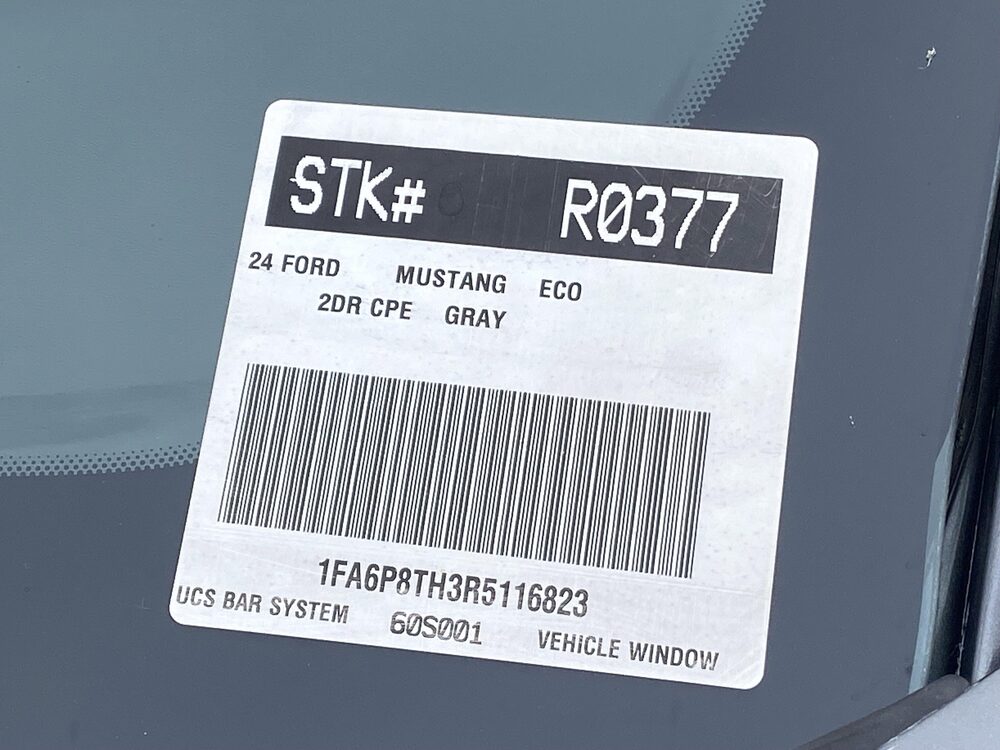 STK# R0377
24 FORD MUSTANG ECO
2DR CPE GRAY
1FA6P8TH3R5116823
UCS BAR SYSTEM 60S001 VEHICLE WINDOW